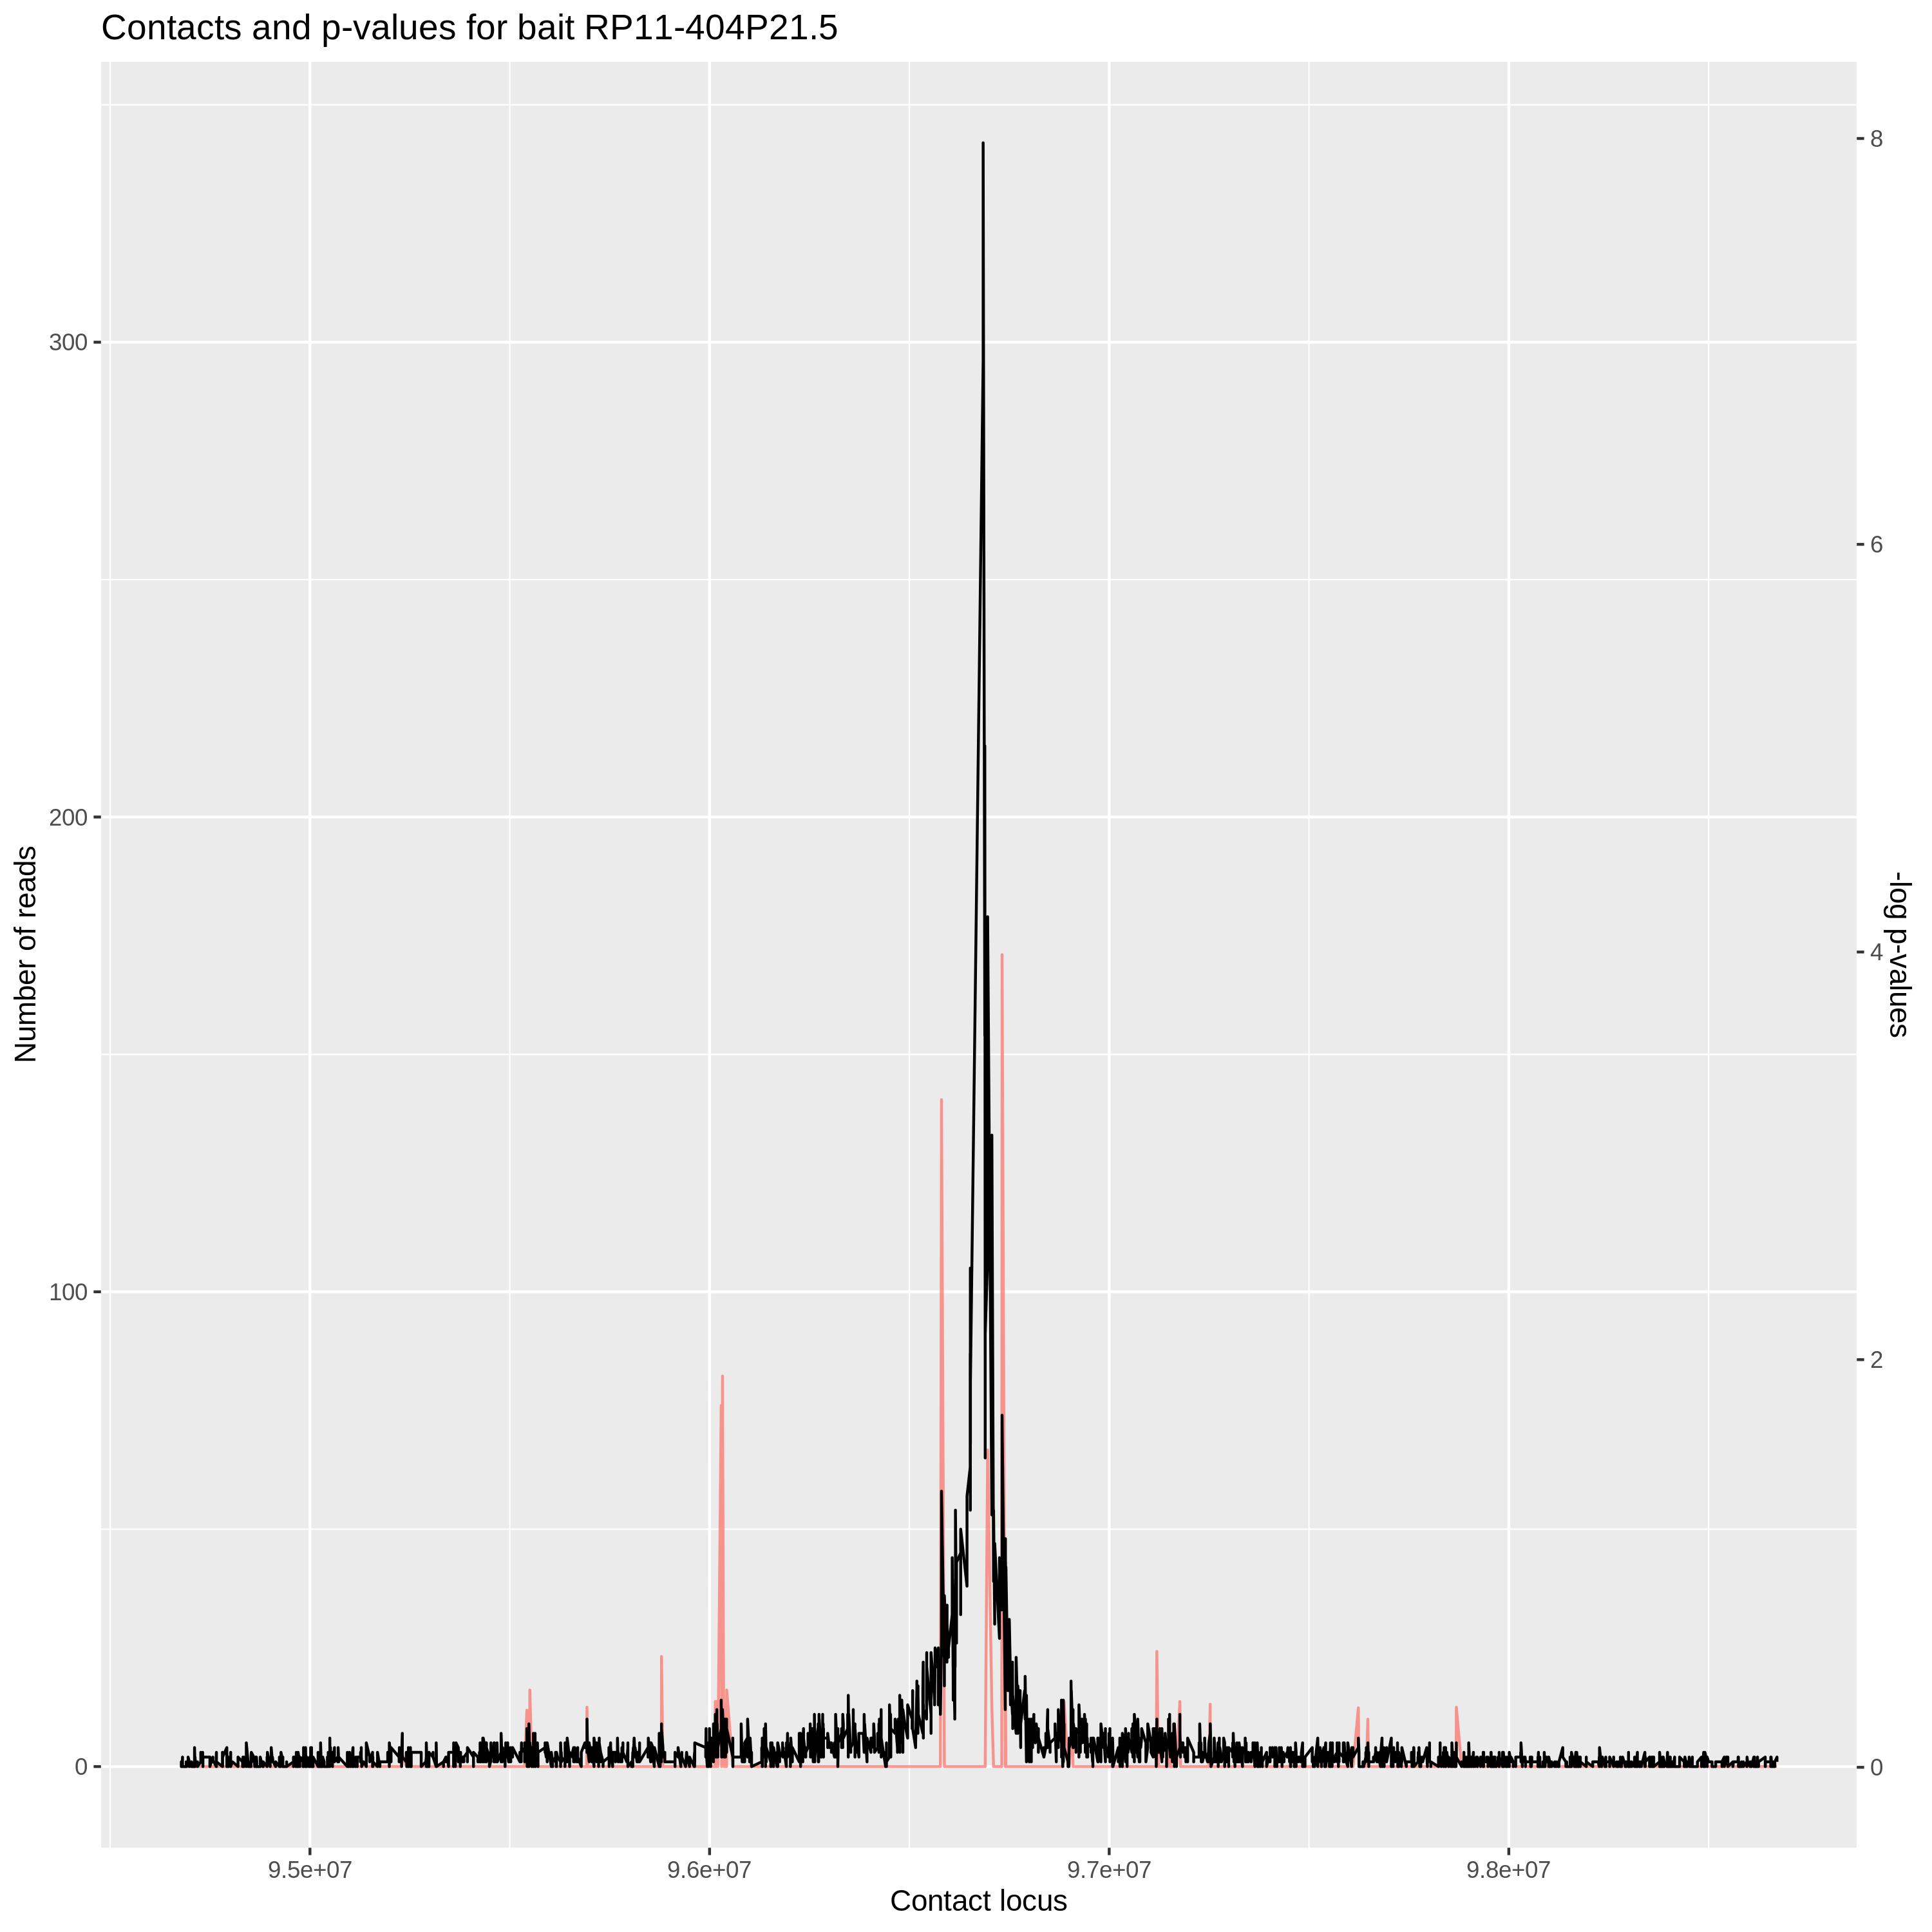 Contacts and p-values for bait RP11-404P21.5
Number of reads
300
200
100
0
8
6
4
2
0
-log p-values
9.5e+07
9.6e+07
9.7e+07
9.8e+07
Contact locus